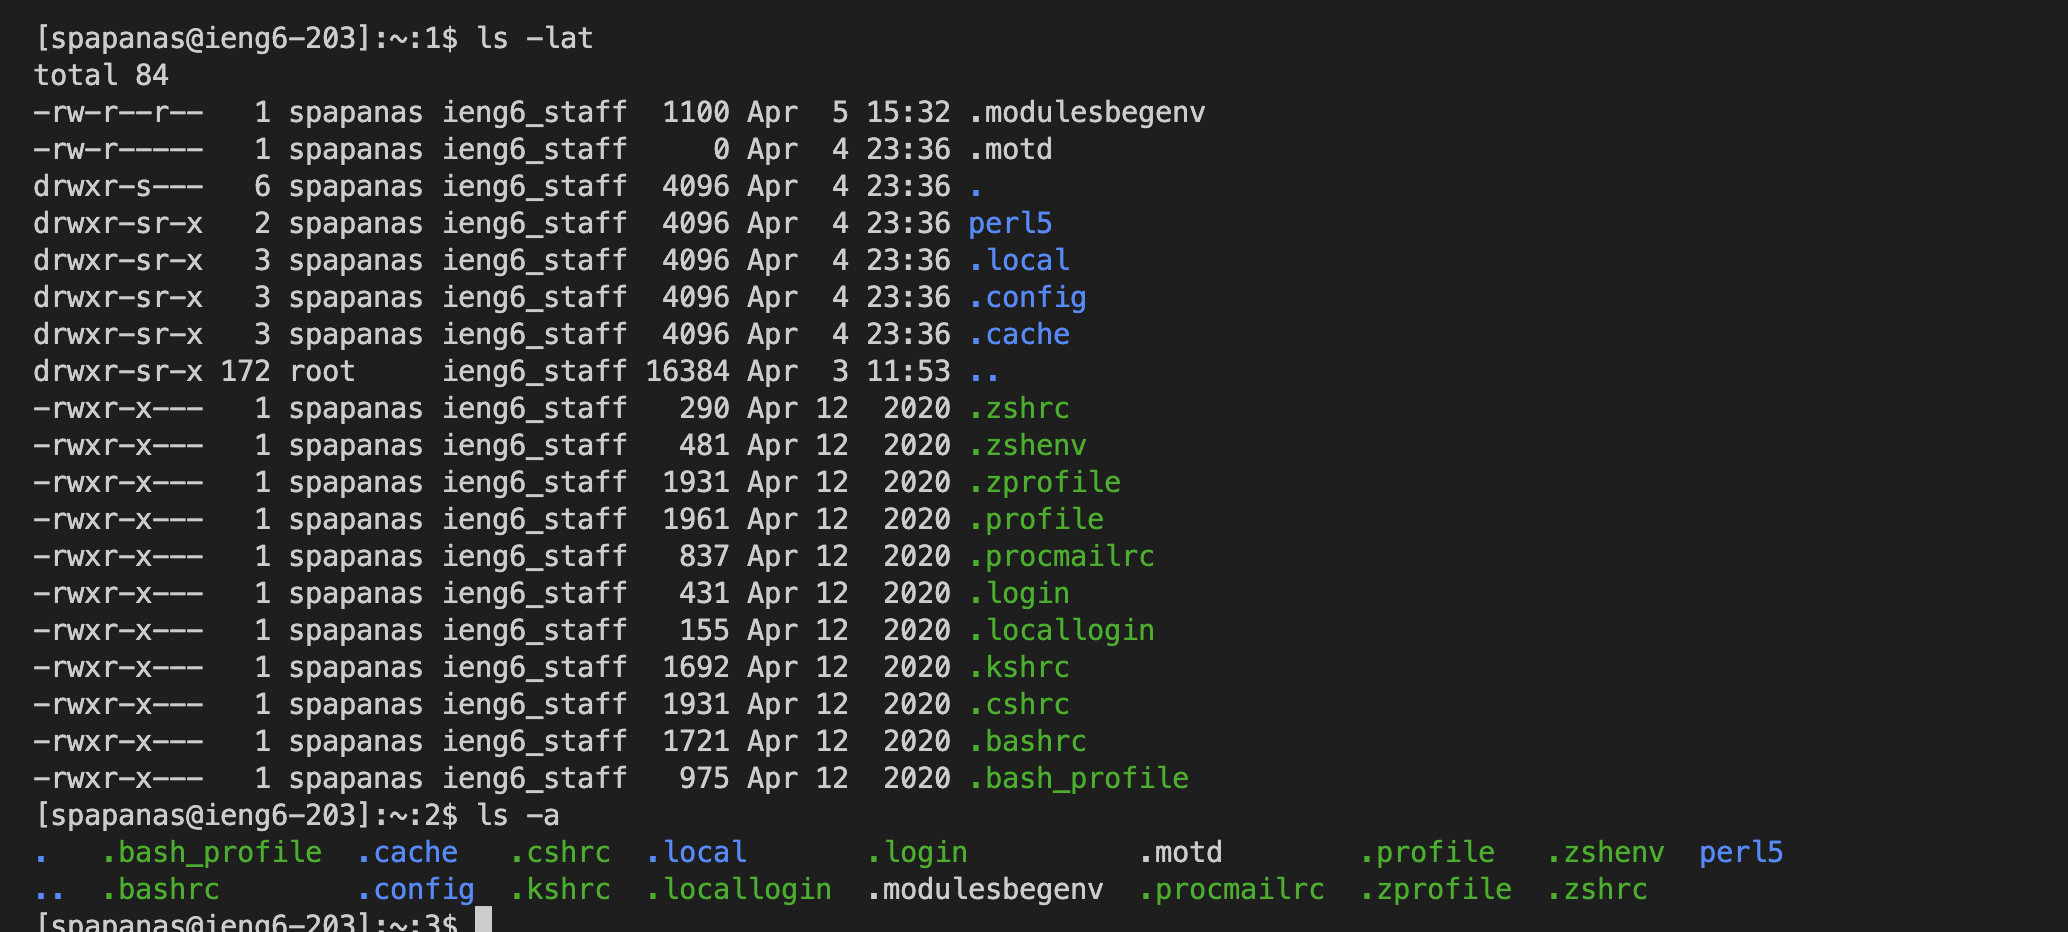 [spapanas@ieng6-203]:~:1$ ls -lat
total 84
-rw-r--r--   1 spapanas ieng6_staff  1100 Apr  5 15:32 .modulesbegenv
-rw-r-----   1 spapanas ieng6_staff     0 Apr  4 23:36 .motd
drwxr-s---   6 spapanas ieng6_staff  4096 Apr  4 23:36 .
drwxr-sr-x   2 spapanas ieng6_staff  4096 Apr  4 23:36 perl5
drwxr-sr-x   3 spapanas ieng6_staff  4096 Apr  4 23:36 .local
drwxr-sr-x   3 spapanas ieng6_staff  4096 Apr  4 23:36 .config
drwxr-sr-x   3 spapanas ieng6_staff  4096 Apr  4 23:36 .cache
drwxr-sr-x 172 root     ieng6_staff 16384 Apr  3 11:53 ..
-rwxr-x---   1 spapanas ieng6_staff   290 Apr 12  2020 .zshrc
-rwxr-x---   1 spapanas ieng6_staff   481 Apr 12  2020 .zshenv
-rwxr-x---   1 spapanas ieng6_staff  1931 Apr 12  2020 .zprofile
-rwxr-x---   1 spapanas ieng6_staff  1961 Apr 12  2020 .profile
-rwxr-x---   1 spapanas ieng6_staff   837 Apr 12  2020 .procmailrc
-rwxr-x---   1 spapanas ieng6_staff   431 Apr 12  2020 .login
-rwxr-x---   1 spapanas ieng6_staff   155 Apr 12  2020 .locallogin
-rwxr-x---   1 spapanas ieng6_staff  1692 Apr 12  2020 .kshrc
-rwxr-x---   1 spapanas ieng6_staff  1931 Apr 12  2020 .cshrc
-rwxr-x---   1 spapanas ieng6_staff  1721 Apr 12  2020 .bashrc
-rwxr-x---   1 spapanas ieng6_staff   975 Apr 12  2020 .bash_profile
[spapanas@ieng6-203]:~:2$ ls -a
.   .bash_profile  .cache   .cshrc  .local       .login          .motd        .profile   .zshenv  perl5
..  .bashrc        .config  .kshrc  .locallogin  .modulesbegenv  .procmailrc  .zprofile  .zshrc
[spapanas@ieng6-203]:~:3$